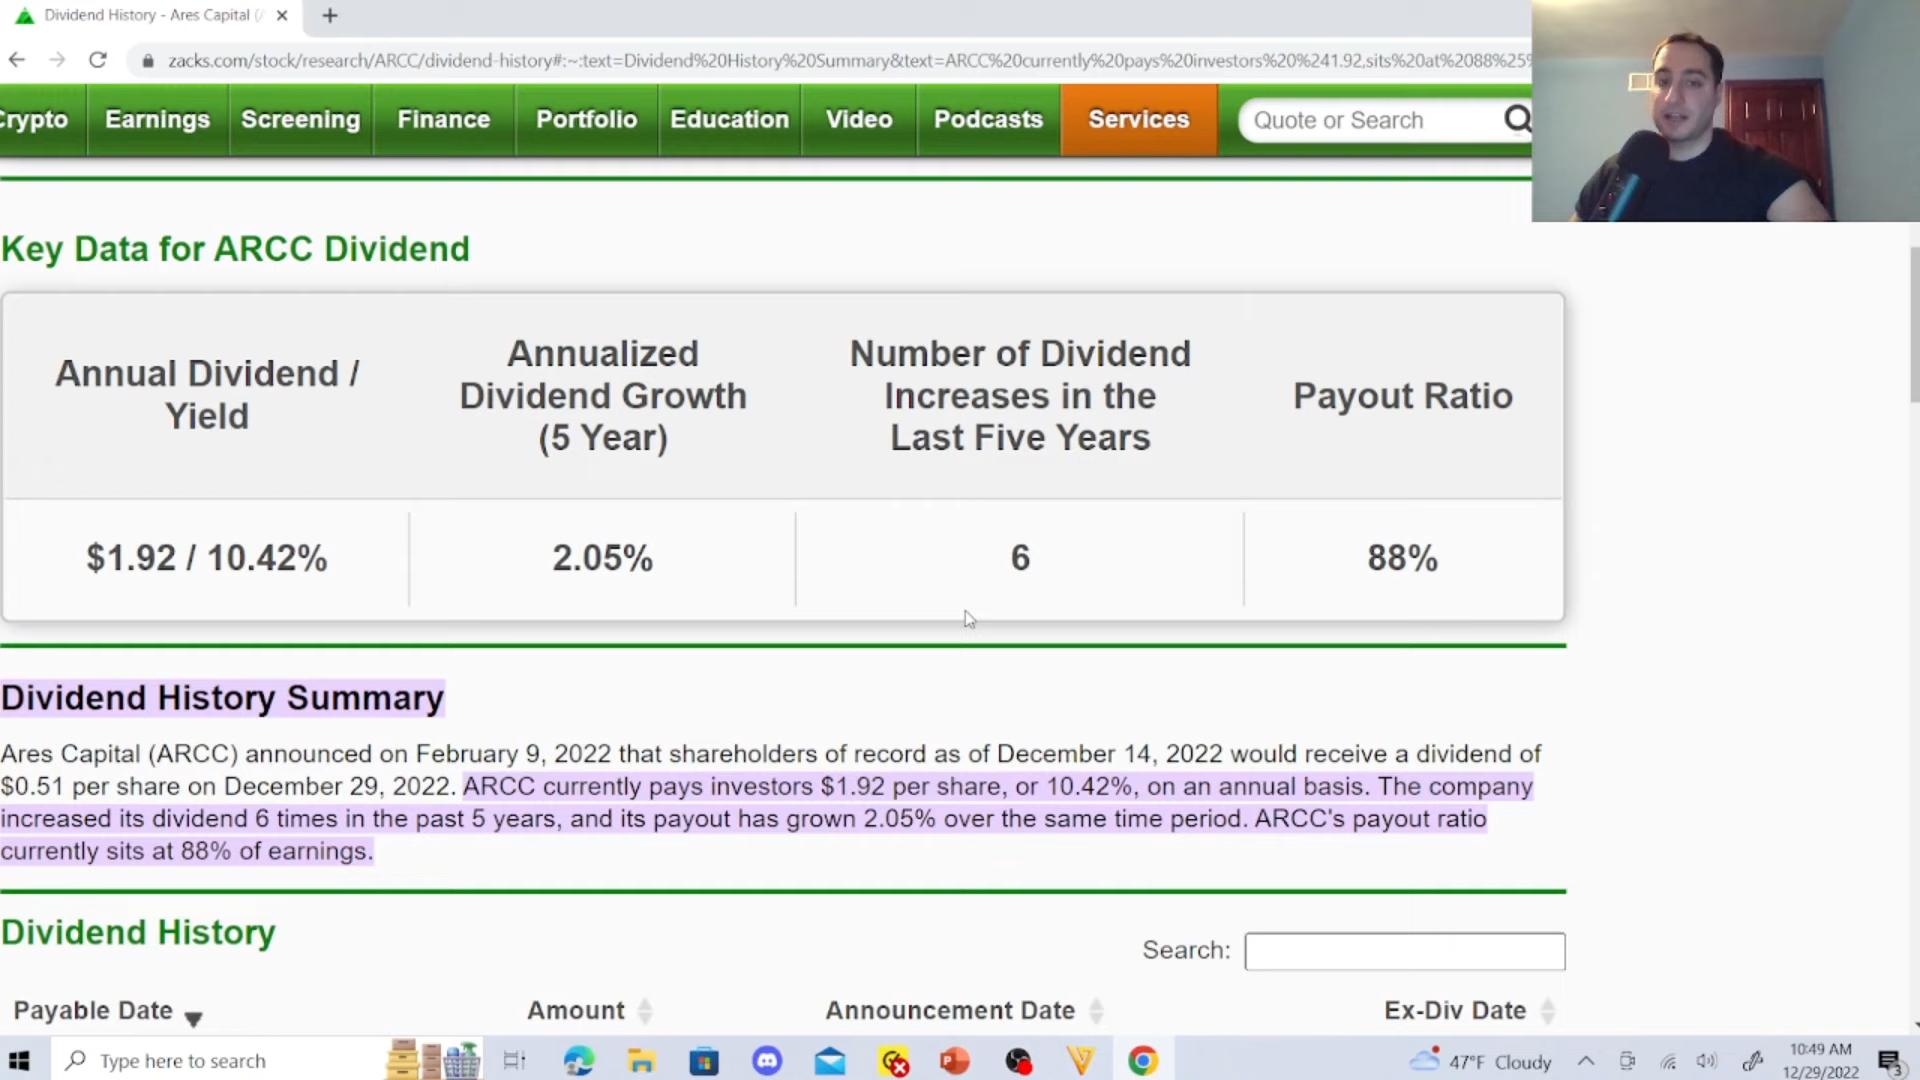 Dividend History - Ares Capital (
zacks.com/stock/research/ARCC/dividend-history#:~:text=Dividend%20History%20Summary&text=ARCC%20currently%20pays%20investors%20%241.92,sits%20at%2088%25%
Crypto Earnings Screening Finance Portfolio Education Video Podcasts Services Quote or Search
Key Data for ARCC Dividend
Annual Dividend /
Yield
Annualized
Dividend Growth
(5 Year)
Number of Dividend
Increases in the
Last Five Years
Payout Ratio
$1.92 / 10.42% 2.05% 6 88%
Dividend History Summary
Ares Capital (ARCC) announced on February 9, 2022 that shareholders of record as of December 14, 2022 would receive a dividend of
$0.51 per share on December 29, 2022. ARCC currently pays investors $1.92 per share, or 10.42%, on an annual basis. The company
increased its dividend 6 times in the past 5 years, and its payout has grown 2.05% over the same time period. ARCC's payout ratio
currently sits at 88% of earnings.
Dividend History
Search:
Payable Date Amount Announcement Date Ex-Div Date
Type here to search
47°F Cloudy
10:49 AM
12/29/2022
3